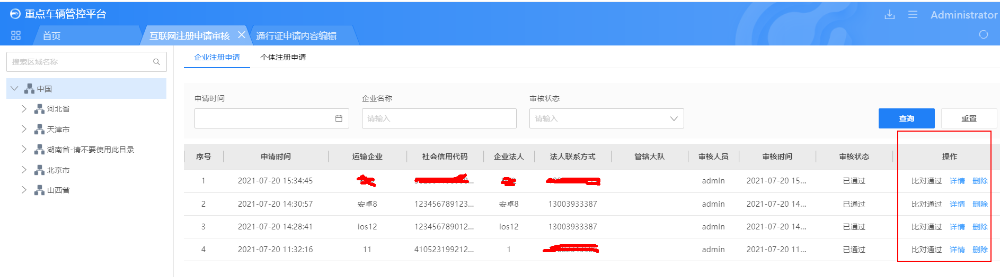 重点车辆管控平台
Administrator
首页 互联网注册申请审核 通行证申请内容编辑
搜索区域名称
中国
河北省
天津市
湖南省-请不要使用此目录
北京市
山西省
企业注册申请 个体注册申请
申请时间 企业名称 审核状态
请输入 请输入 查询 重置
序号 申请时间 运输企业 社会信用代码 企业法人 法人联系方式 管辖大队 审核人员 审核时间 审核状态 操作
1 2021-07-20 15:34:45 admin 2021-07-20 15... 已通过 比对通过 详情 删除
2 2021-07-20 14:30:57 安卓8 123456789123... 安卓8 13003933387 admin 2021-07-20 14... 已通过 比对通过 详情 删除
3 2021-07-20 14:28:41 ios12 123456789012... ios12 13003933387 admin 2021-07-20 14... 已通过 比对通过 详情 删除
4 2021-07-20 11:32:16 11 410523199212... 1 admin 2021-07-20 11... 已通过 比对通过 详情 删除